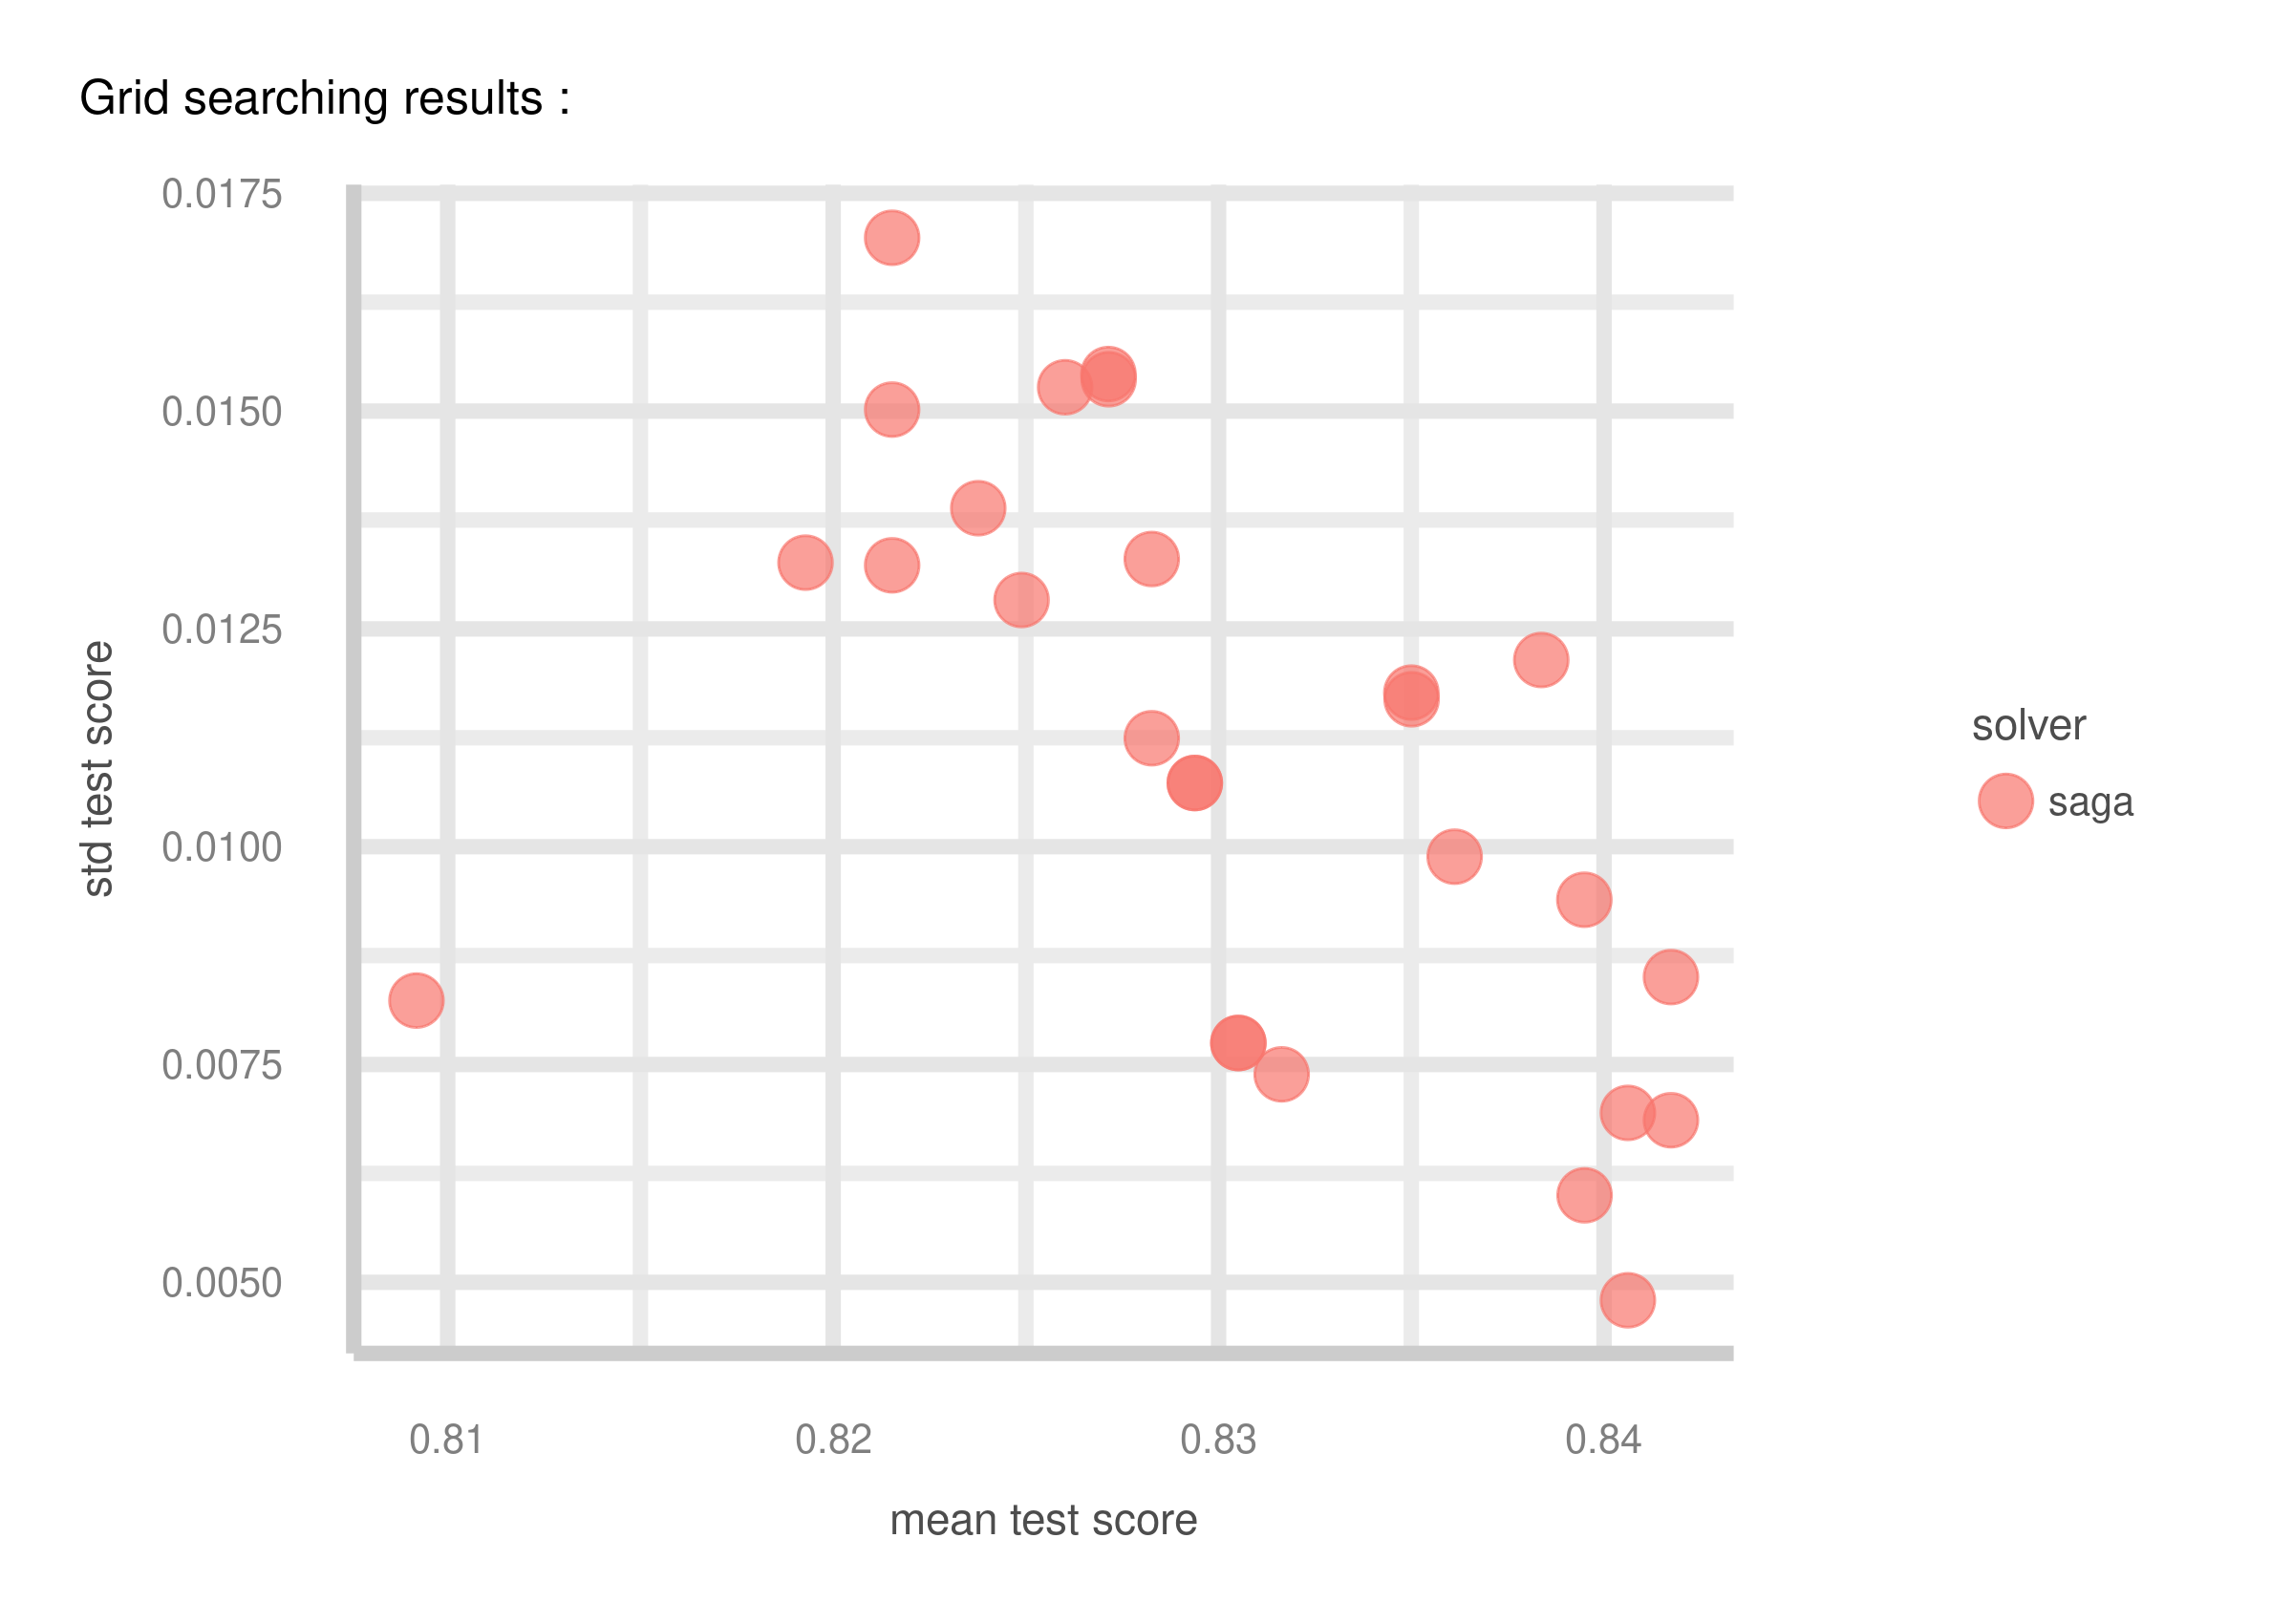 Grid searching results :
0.0175
0.0150
0.0125
0.0100
0.0075
0.0050
std test score
0.81 0.82 0.83 0.84
mean test score
solver
saga